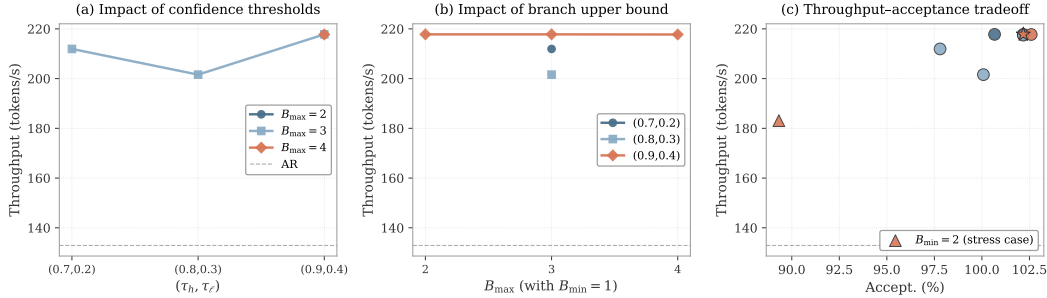 (a) Impact of confidence thresholds
220
200
180
160
140
Throughput (tokens/s)
B_max = 2
B_max = 3
B_max = 4
AR
(0.7,0.2)
(0.8,0.3)
(0.9,0.4)
(τ_h, τ_ℓ)
(b) Impact of branch upper bound
220
200
180
160
140
Throughput (tokens/s)
(0.7,0.2)
(0.8,0.3)
(0.9,0.4)
2
3
4
B_max (with B_min = 1)
(c) Throughput–acceptance tradeoff
220
200
180
160
140
Throughput (tokens/s)
B_min = 2 (stress case)
90.0
92.5
95.0
97.5
100.0
102.5
Accept. (%)